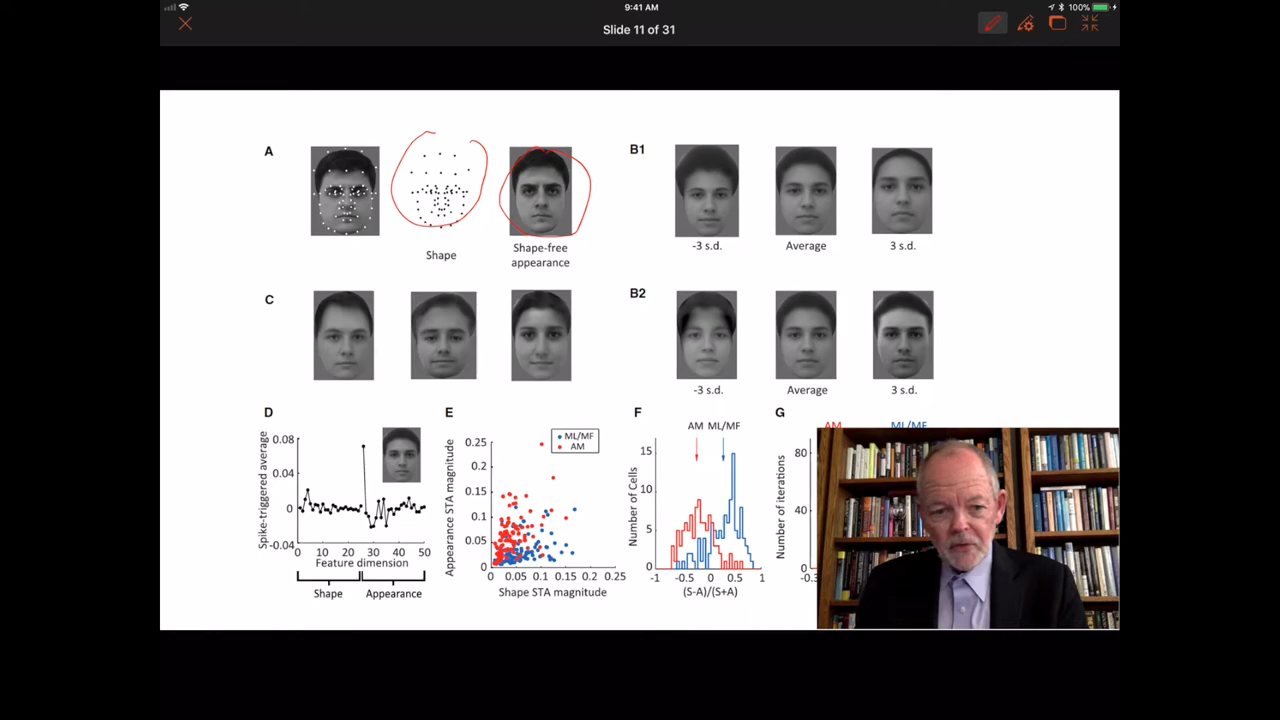 9:41 AM
100%
Slide 11 of 31
A
Shape
Shape-free
appearance
B1
-3 s.d.
Average
3 s.d.
C
B2
-3 s.d.
Average
3 s.d.
D
Spike-triggered average
0.08
0.04
0
-0.04
0 10 20 30 40 50
Feature dimension
Shape
Appearance
E
ML/MF
AM
Appearance STA magnitude
0.25
0.2
0.15
0.1
0.05
0
0 0.05 0.1 0.15 0.2 0.25
Shape STA magnitude
F
AM ML/MF
Number of Cells
15
10
5
0
-1 -0.5 0 0.5 1
(S-A)/(S+A)
G
AM
ML/MF
Number of iterations
80
40
0
-0.3